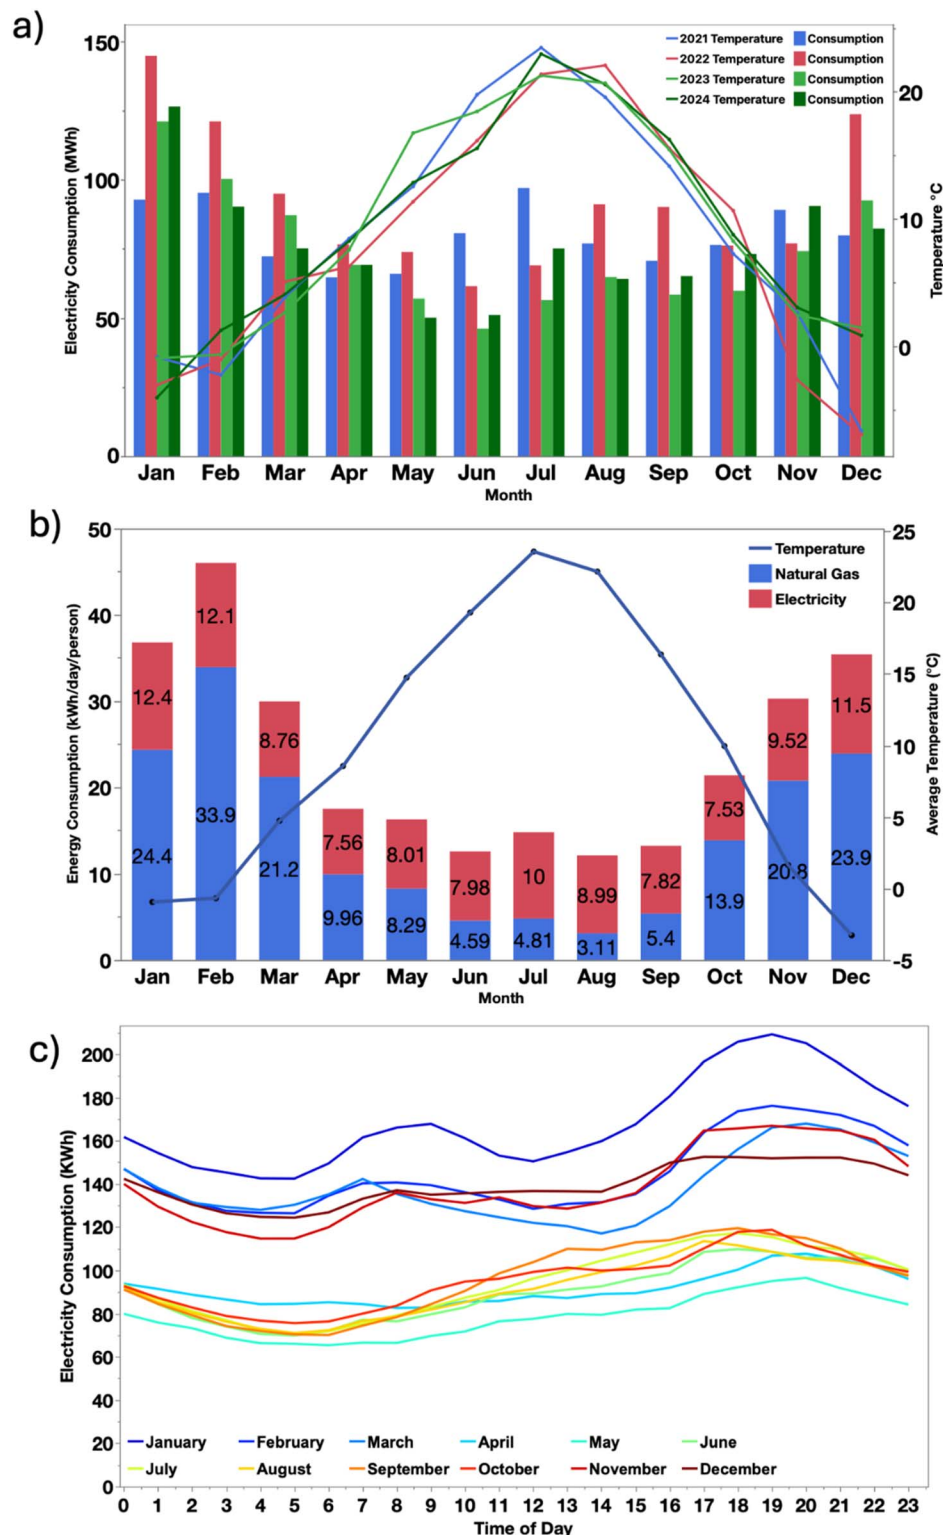 a)
150
100
50
0
Electricity Consumption (MWh)
2021 Temperature Consumption
2022 Temperature Consumption
2023 Temperature Consumption
2024 Temperature Consumption
20
10
0
Temperature °C
Jan Feb Mar Apr May Jun Jul Aug Sep Oct Nov Dec
Month
b)
50
40
30
20
10
0
Energy Consumption (kWh/day/person)
Temperature
Natural Gas
Electricity
12.4 12.1 8.76 7.56 8.01 7.98 10 8.99 7.82 7.53 9.52 11.5
24.4 33.9 21.2 9.96 8.29 4.59 4.81 3.11 5.4 13.9 20.8 23.9
25
20
15
10
5
0
-5
Average Temperature (°C)
Jan Feb Mar Apr May Jun Jul Aug Sep Oct Nov Dec
Month
c)
200
180
160
140
120
100
80
60
40
20
0
Electricity Consumption (KWh)
January February March April May June
July August September October November December
0 1 2 3 4 5 6 7 8 9 10 11 12 13 14 15 16 17 18 19 20 21 22 23
Time of Day